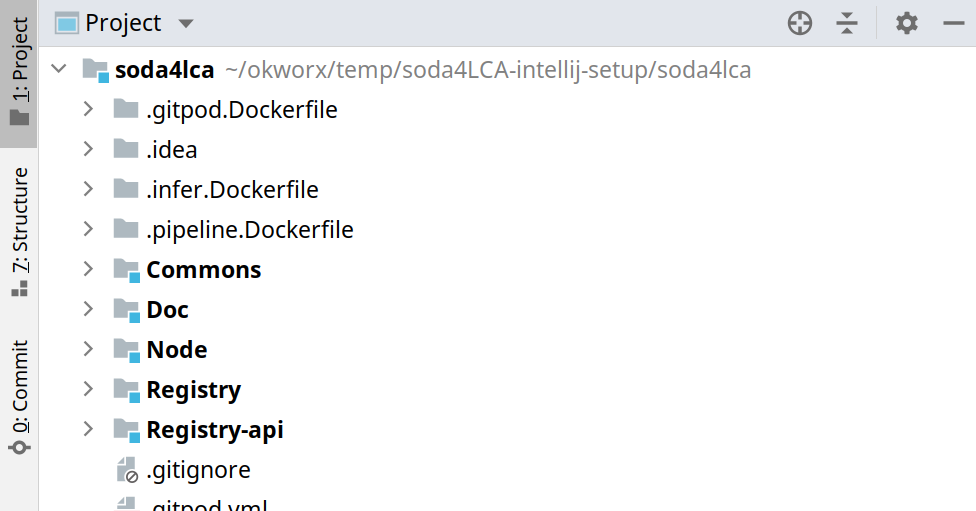 Project
soda4lca ~/okworx/temp/soda4LCA-intellij-setup/soda4lca
.gitpod.Dockerfile
.idea
.infer.Dockerfile
.pipeline.Dockerfile
Commons
Doc
Node
Registry
Registry-api
.gitignore
.gitpod.yml
1: Project
7: Structure
0: Commit